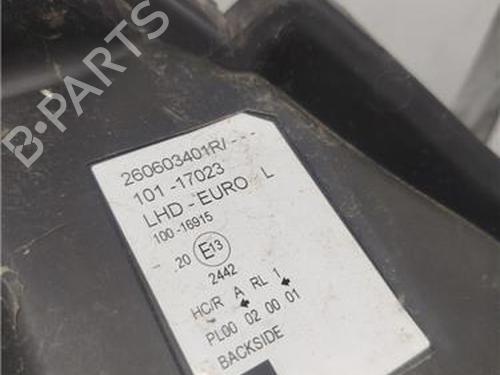 B-PARTS
260603401R/---
101 -17023
LHD - EURO L
100 -16915
20 E13
2442
HC/R A RL 1
PL00 02 00 01
BACKSIDE